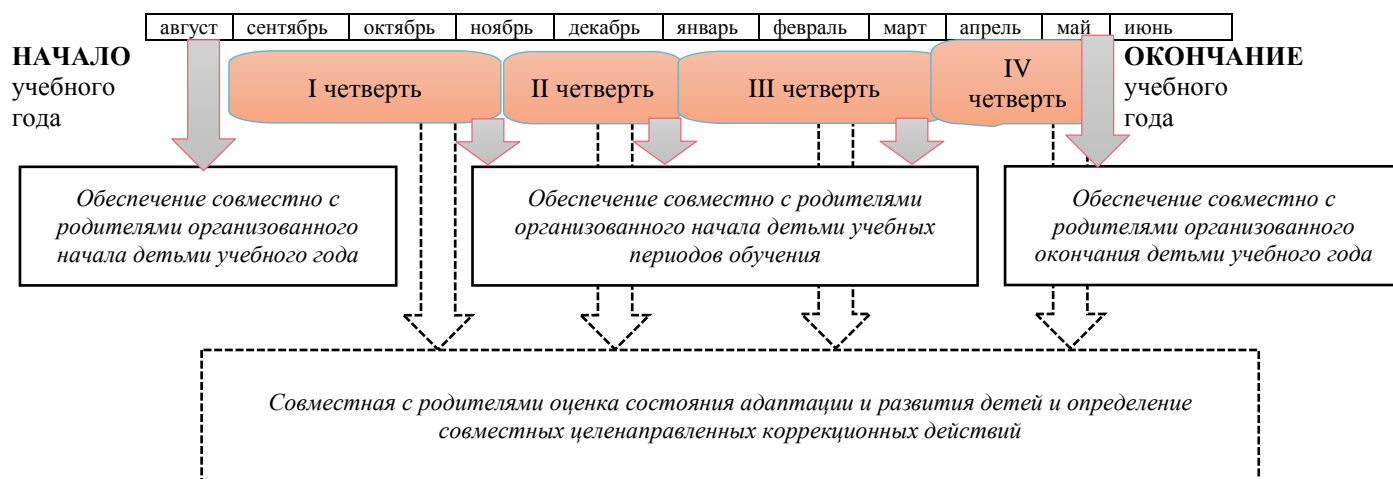 август сентябрь октябрь ноябрь декабрь январь февраль март апрель май июнь
НАЧАЛО
учебного
года
I четверть
II четверть
III четверть
IV
четверть
ОКОНЧАНИЕ
учебного
года
Обеспечение совместно с
родителями организованного
начала детьми учебного года
Обеспечение совместно с родителями
организованного начала детьми учебных
периодов обучения
Обеспечение совместно с
родителями организованного
окончания детьми учебного года
Совместная с родителями оценка состояния адаптации и развития детей и определение
совместных целенаправленных коррекционных действий